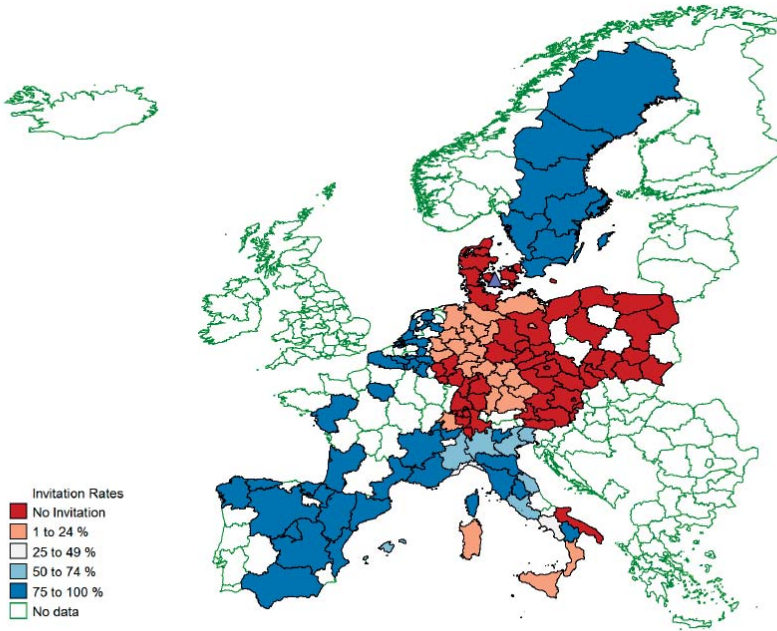 Invitation Rates
No Invitation
1 to 24 %
25 to 49 %
50 to 74 %
75 to 100 %
No data